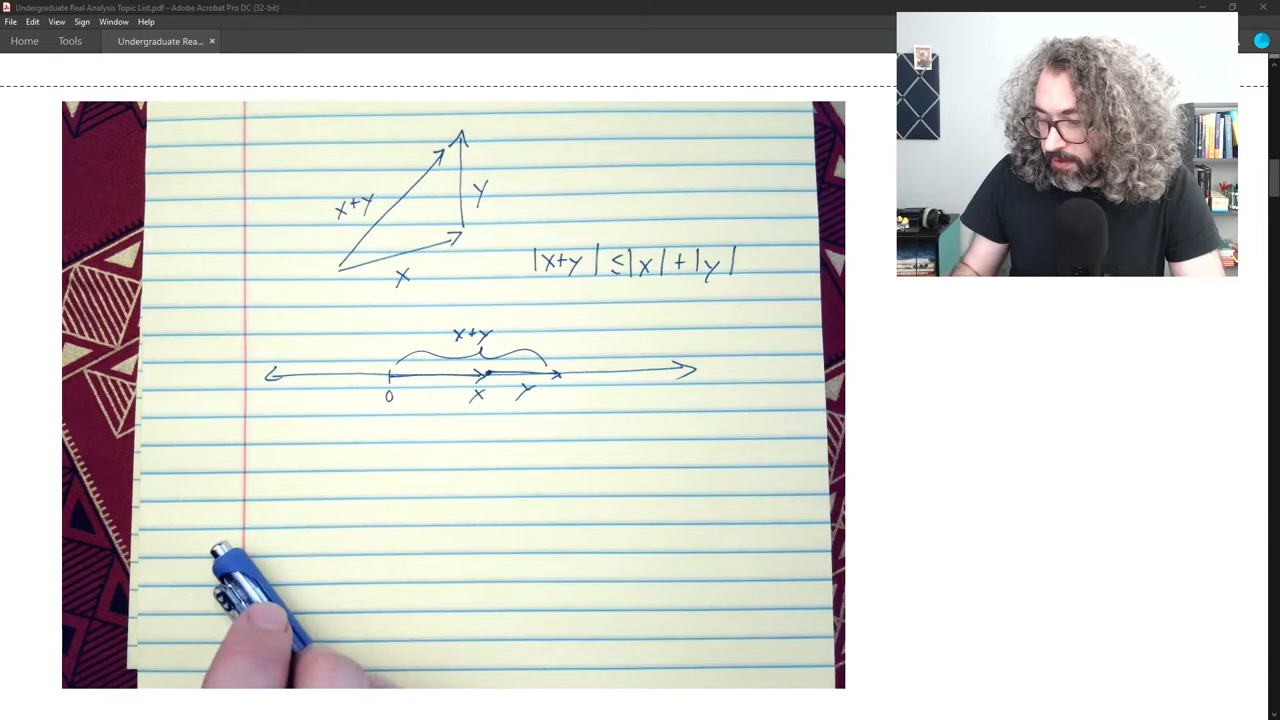 Undergraduate Real Analysis Topic List.pdf - Adobe Acrobat Pro DC (32-bit)
File Edit View Sign Window Help
Home Tools Undergraduate Rea... ×
x+y
y
x
|x+y| ≤ |x| + |y|
x+y
0 x y